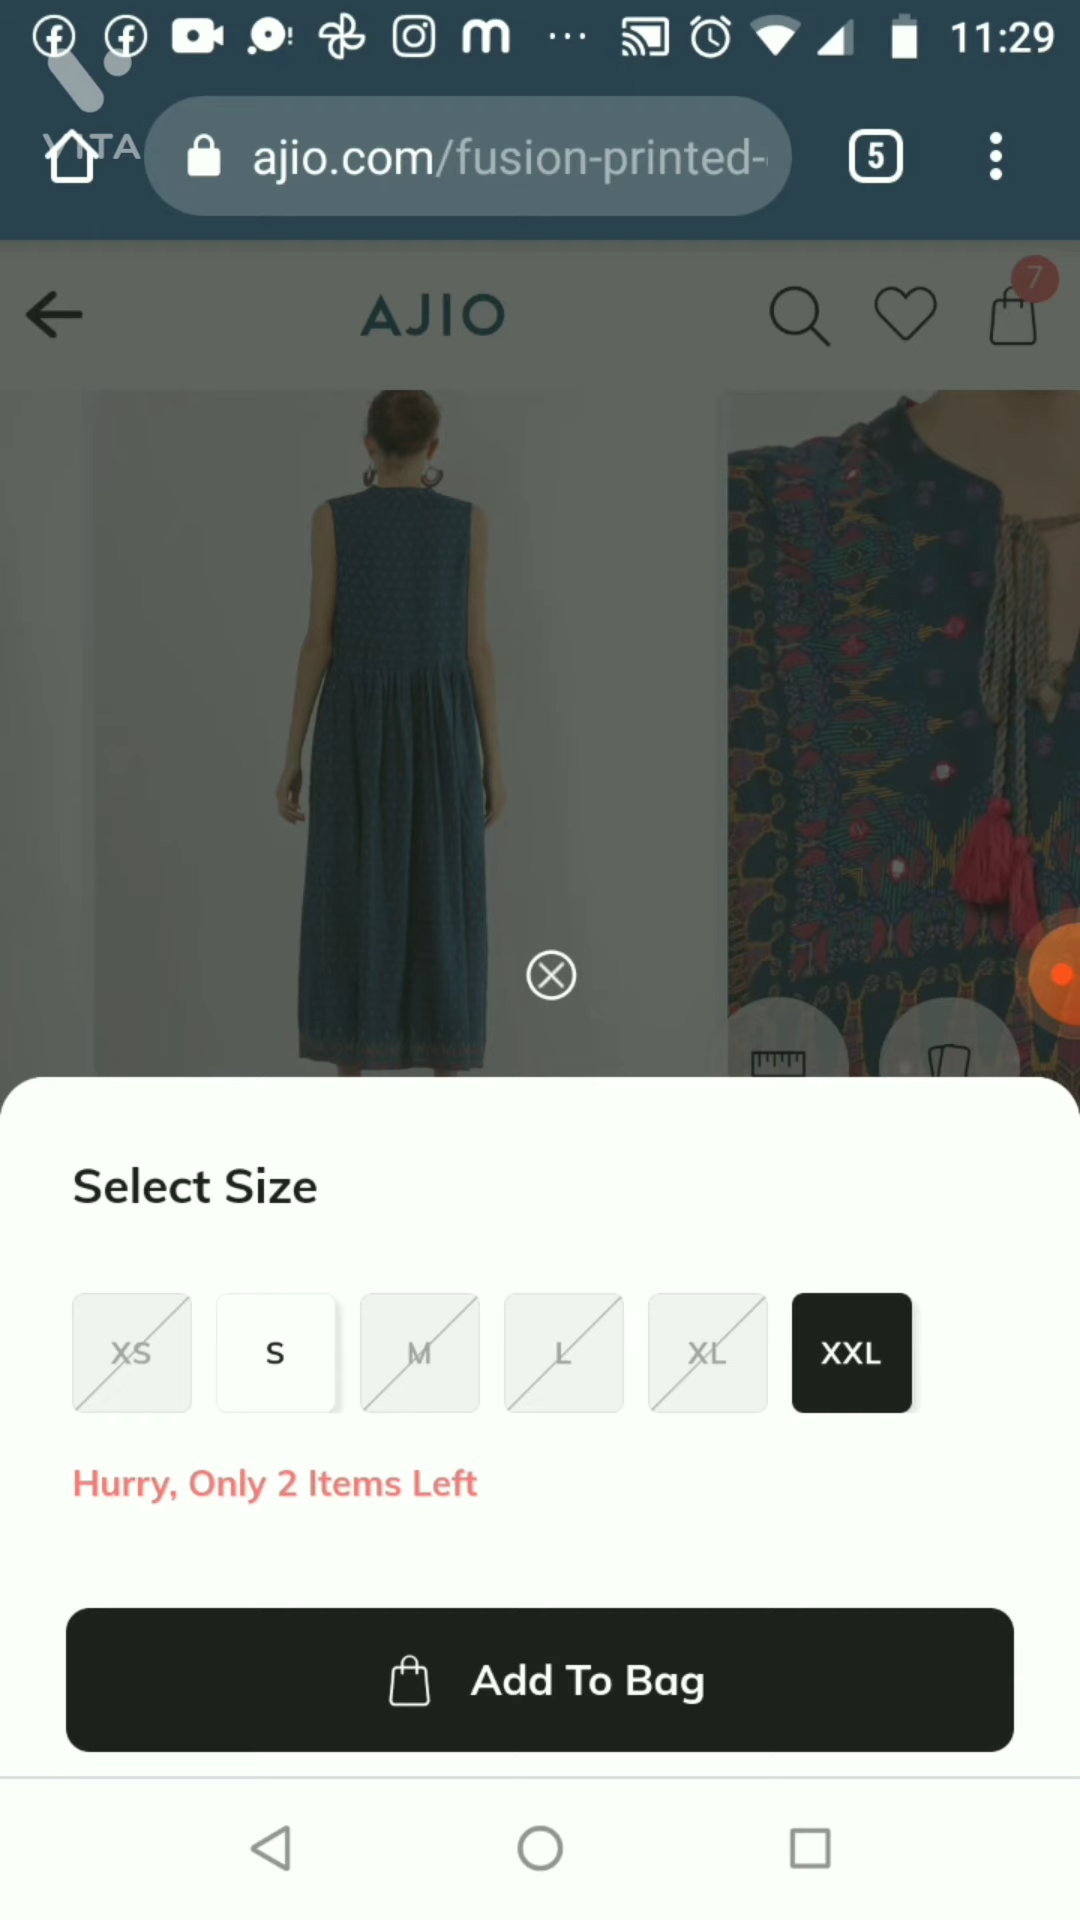 11:29
VITA
ajio.com/fusion-printed-
5
AJIO
7
Select Size
XS S M L XL XXL
Hurry, Only 2 Items Left
Add To Bag